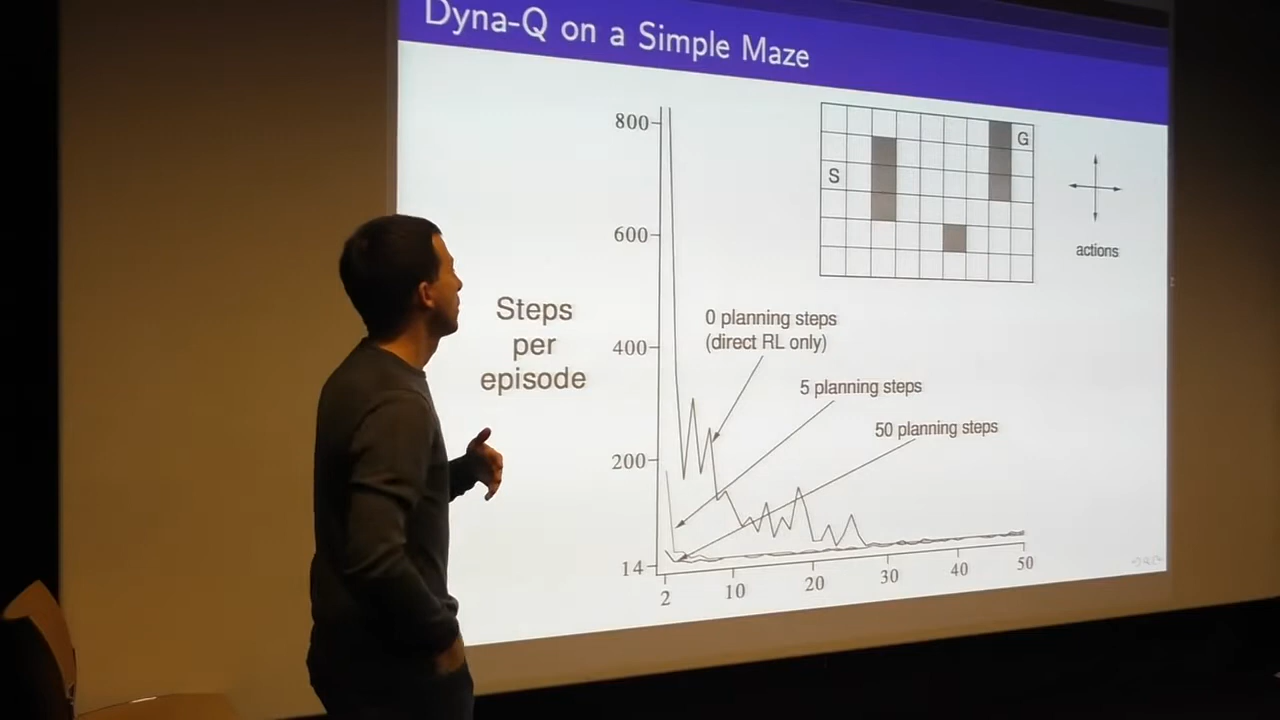 Dyna-Q on a Simple Maze
800
600
400
200
14
Steps
per
episode
G
S
actions
0 planning steps
(direct RL only)
5 planning steps
50 planning steps
2 10 20 30 40 50